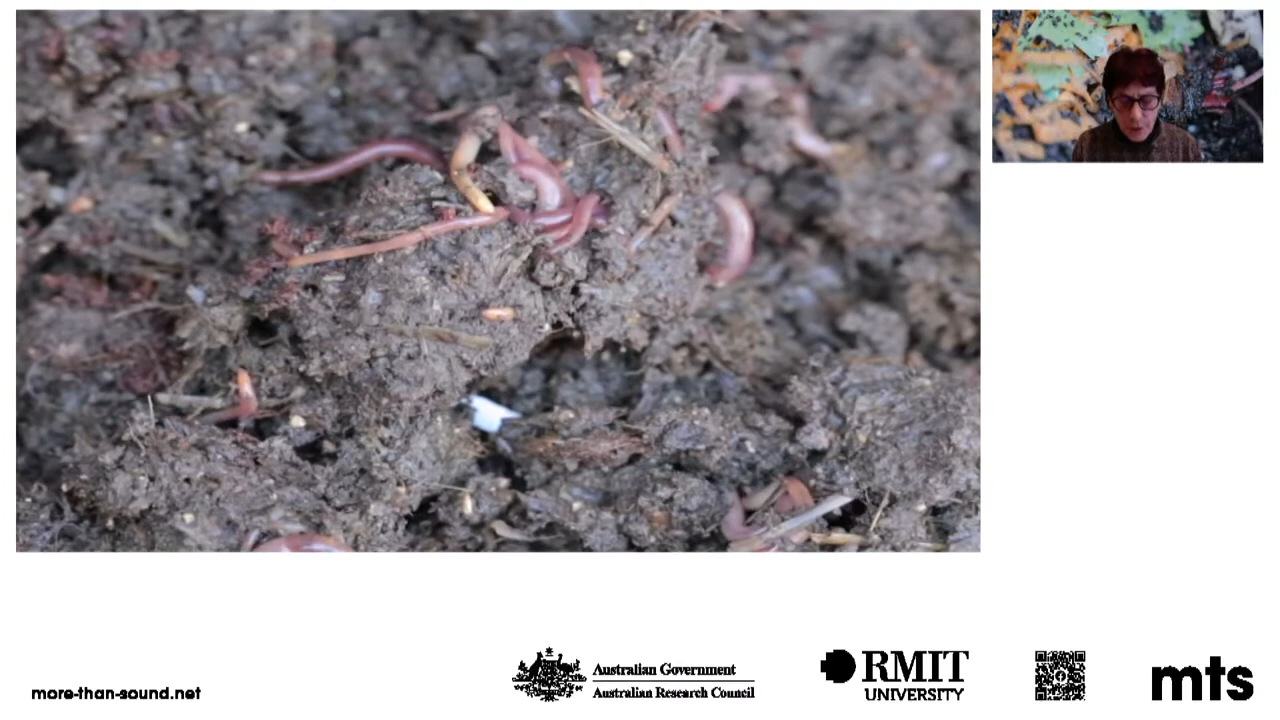 more-than-sound.net
Australian Government
Australian Research Council
RMIT
UNIVERSITY
mts